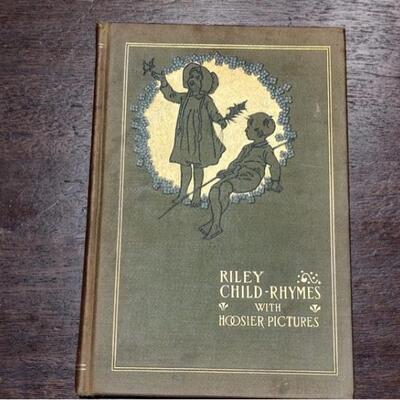 RILEY
CHILD-RHYMES
WITH
HOOSIER PICTURES